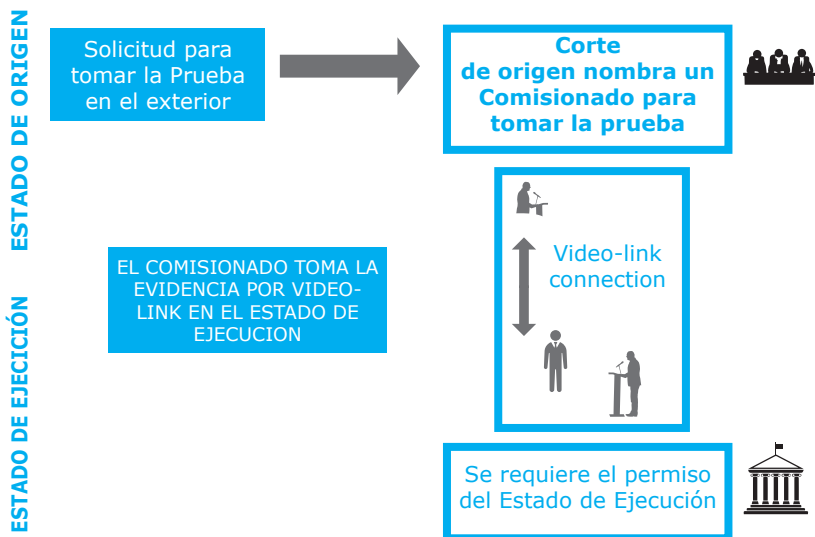 ESTADO DE ORIGEN
Solicitud para
tomar la Prueba
en el exterior
Corte
de origen nombra un
Comisionado para
tomar la prueba
Video-link
connection
EL COMISIONADO TOMA LA
EVIDENCIA POR VIDEO-
LINK EN EL ESTADO DE
EJECUCION
ESTADO DE EJECICIÓN
Se requiere el permiso
del Estado de Ejecución